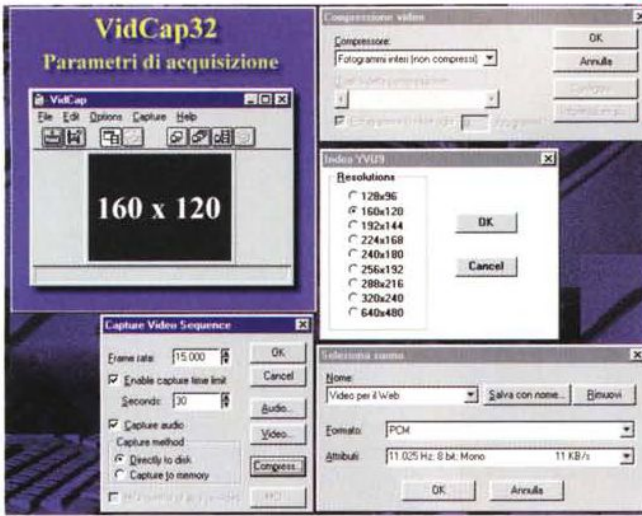 VidCap32
Parametri di acquisizione
VidCap
File Edit Options Capture Help
160 x 120
Compressione video
Compressore:
Fotogrammi interi (non compressi)
OK
Annulla
Indeo YVU9
Resolutions
128x96
160x120
192x144
224x168
240x180
256x192
288x216
320x240
640x480
OK
Cancel
Capture Video Sequence
Frame rate: 15.000
Enable capture time limit
Seconds: 30
Capture audio
Capture method
Directly to disk
Capture to memory
OK
Cancel
Audio...
Video...
Compress...
MCI...
Seleziona suono
Nome:
Video per il Web
Salva con nome...
Rimuovi
Formato: PCM
Attributi: 11.025 Hz; 8 bit; Mono 11 KB/s
OK
Annulla